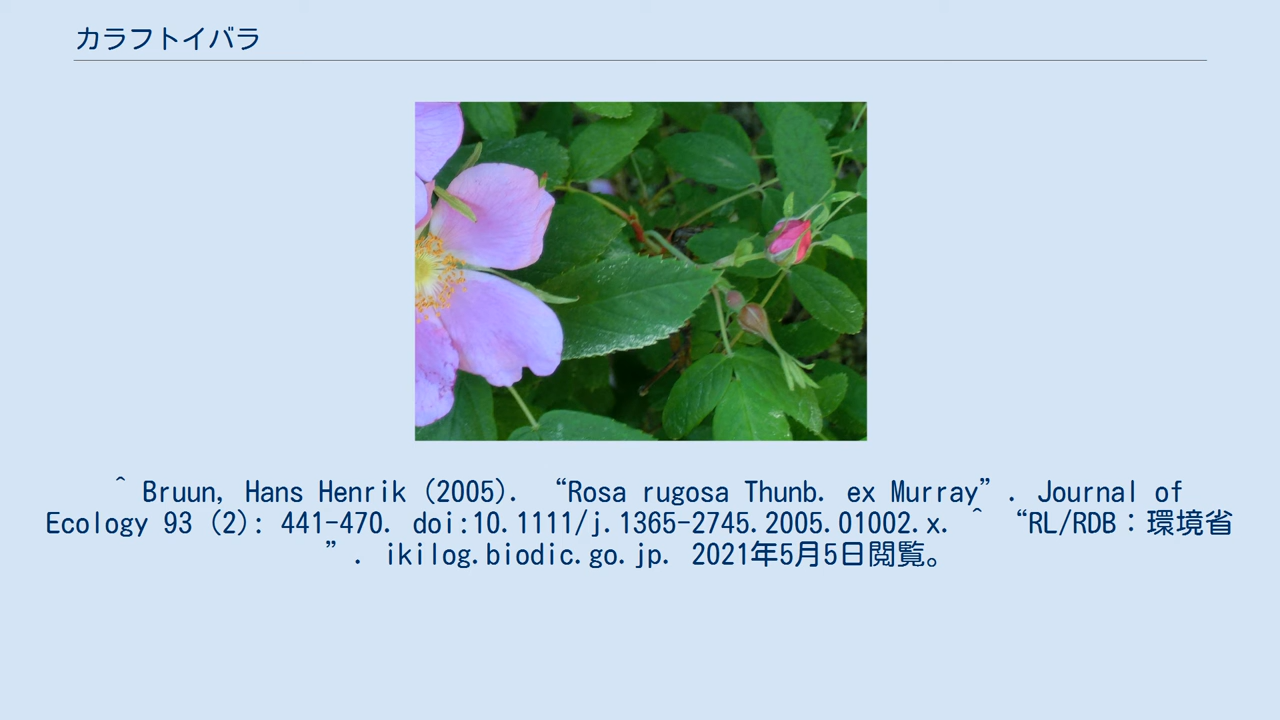 カラフトイバラ
^ Bruun, Hans Henrik (2005). “Rosa rugosa Thunb. ex Murray”. Journal of
Ecology 93 (2): 441-470. doi:10.1111/j.1365-2745.2005.01002.x. ^ “RL/RDB：環境省
”. ikilog.biodic.go.jp. 2021年5月5日閲覧。